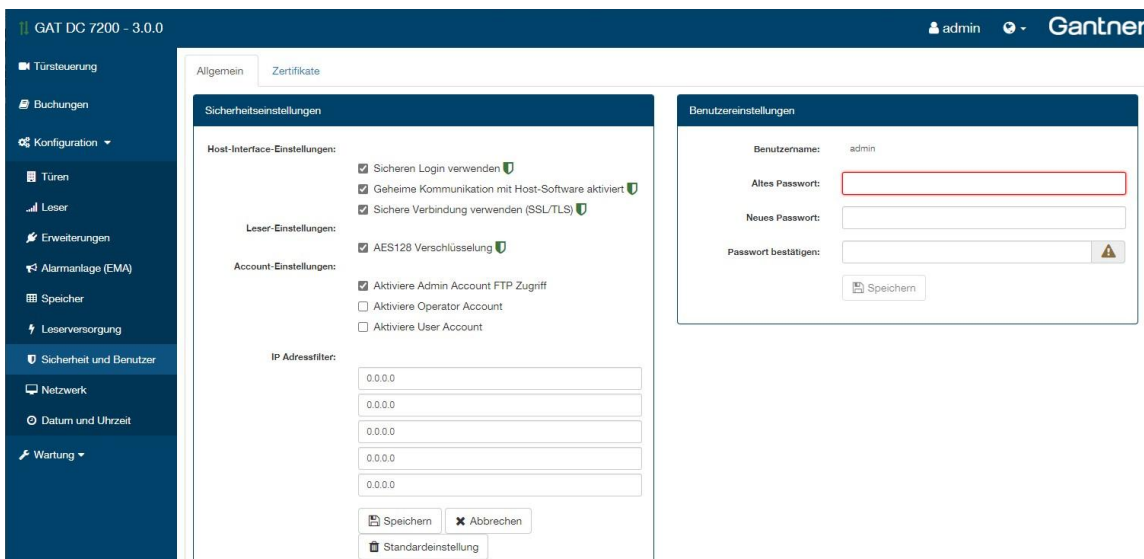 GAT DC 7200 - 3.0.0
admin
Gantner
Türsteuerung
Buchungen
Konfiguration
Türen
Leser
Erweiterungen
Alarmanlage (EMA)
Speicher
Leserversorgung
Sicherheit und Benutzer
Netzwerk
Datum und Uhrzeit
Wartung
Allgemein
Zertifikate
Sicherheitseinstellungen
Host-Interface-Einstellungen:
Sicheren Login verwenden
Geheime Kommunikation mit Host-Software aktiviert
Sichere Verbindung verwenden (SSL/TLS)
Leser-Einstellungen:
AES128 Verschlüsselung
Account-Einstellungen:
Aktiviere Admin Account FTP Zugriff
Aktiviere Operator Account
Aktiviere User Account
IP Adressfilter:
0.0.0.0
0.0.0.0
0.0.0.0
0.0.0.0
0.0.0.0
Speichern
Abbrechen
Standardeinstellung
Benutzereinstellungen
Benutzername: admin
Altes Passwort:
Neues Passwort:
Passwort bestätigen:
Speichern